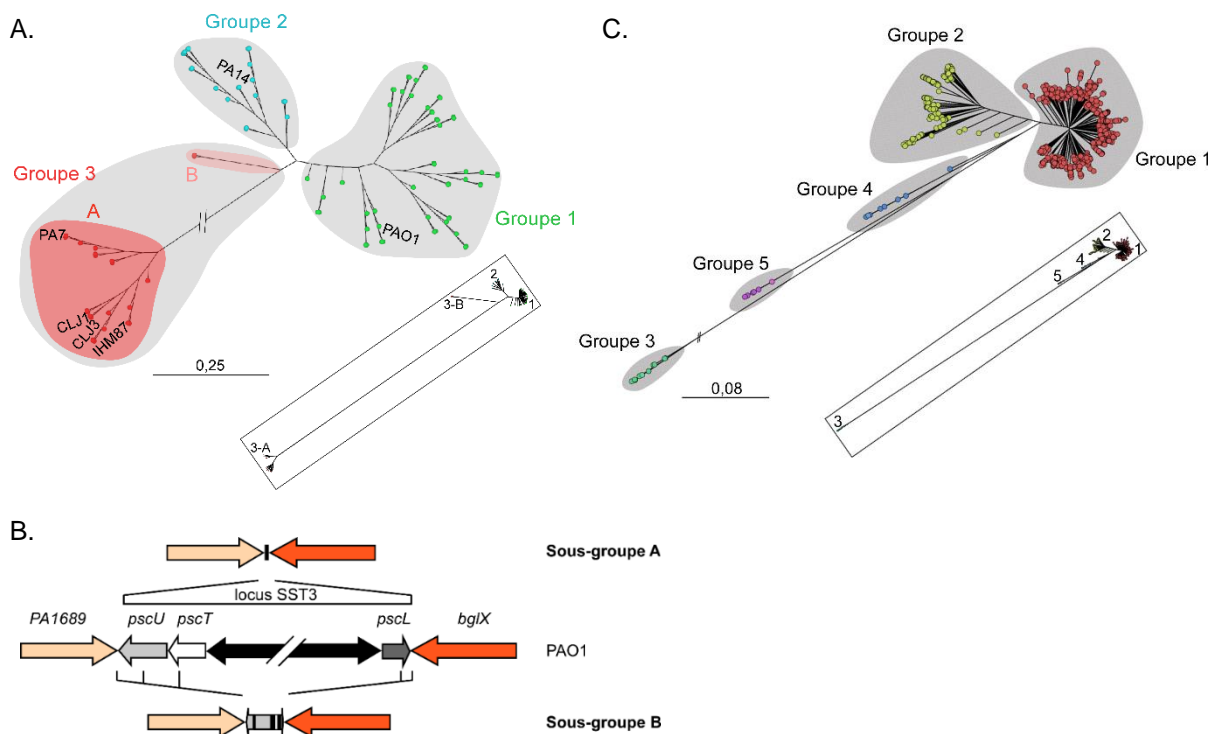 A.
Groupe 2
PA14
Groupe 3
B
A
PA7
CLJ1
CLJ3
IHM87
PAO1
Groupe 1
0,25
2
3-B
1
3-A
C.
Groupe 2
Groupe 1
Groupe 4
Groupe 5
Groupe 3
0,08
2
4
1
5
3
B.
Sous-groupe A
locus SST3
PA1689 pscU pscT pscL bglX
PAO1
Sous-groupe B